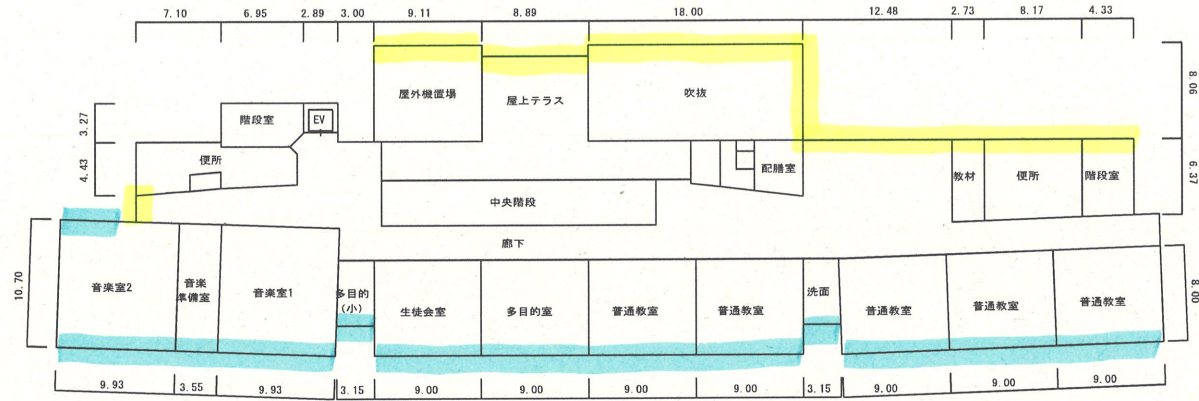 7.10 6.95 2.89 3.00 9.11 8.89 18.00 12.48 2.73 8.17 4.33
屋外機置場
屋上テラス
吹抜
8.06
3.27
階段室
EV
4.43
便所
配膳室
教材
便所
階段室
6.37
中央階段
廊下
10.70
音楽室2
音楽
準備室
音楽室1
多目的
(小)
生徒会室
多目的室
普通教室
普通教室
洗面
普通教室
普通教室
普通教室
8.00
9.93 3.55 9.93 3.15 9.00 9.00 9.00 9.00 3.15 9.00 9.00 9.00